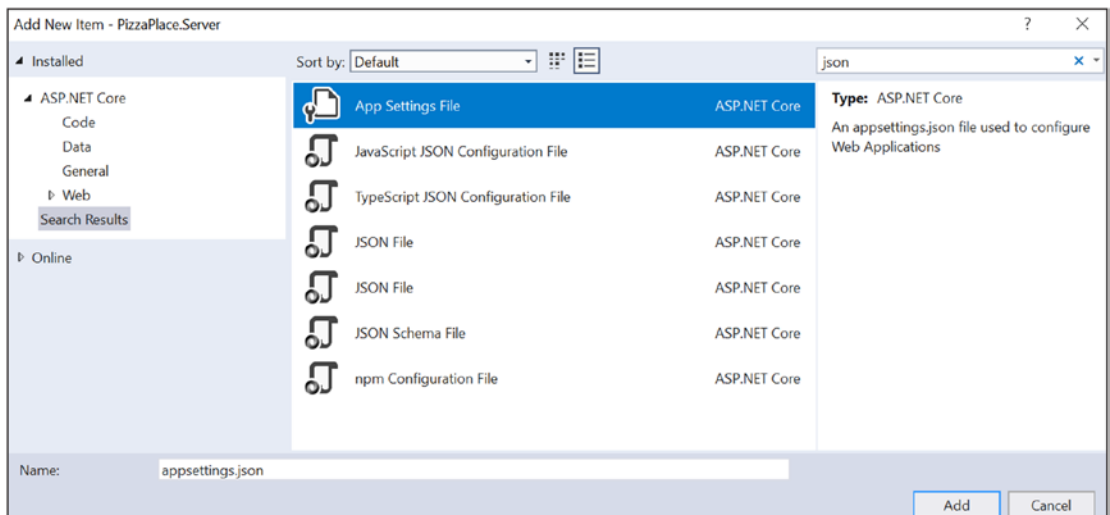 Add New Item - PizzaPlace.Server
?
Installed
Sort by: Default
json
ASP.NET Core
Code
Data
General
Web
Search Results
Online
App Settings File ASP.NET Core
JavaScript JSON Configuration File ASP.NET Core
TypeScript JSON Configuration File ASP.NET Core
JSON File ASP.NET Core
JSON File ASP.NET Core
JSON Schema File ASP.NET Core
npm Configuration File ASP.NET Core
Type: ASP.NET Core
An appsettings.json file used to configure
Web Applications
Name: appsettings.json
Add Cancel